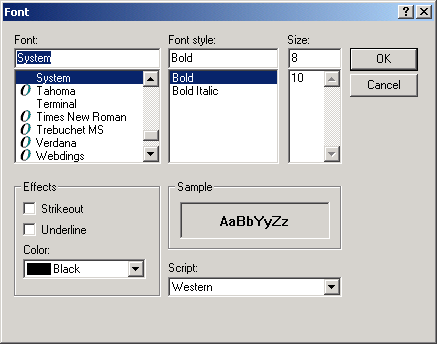 Font
Font: Font style: Size:
System Bold 8
System Bold 10
Tahoma Bold Italic
Terminal
Times New Roman
Trebuchet MS
Verdana
Webdings
OK
Cancel
Effects
Strikeout
Underline
Color:
Black
Sample
AaBbYyZz
Script:
Western